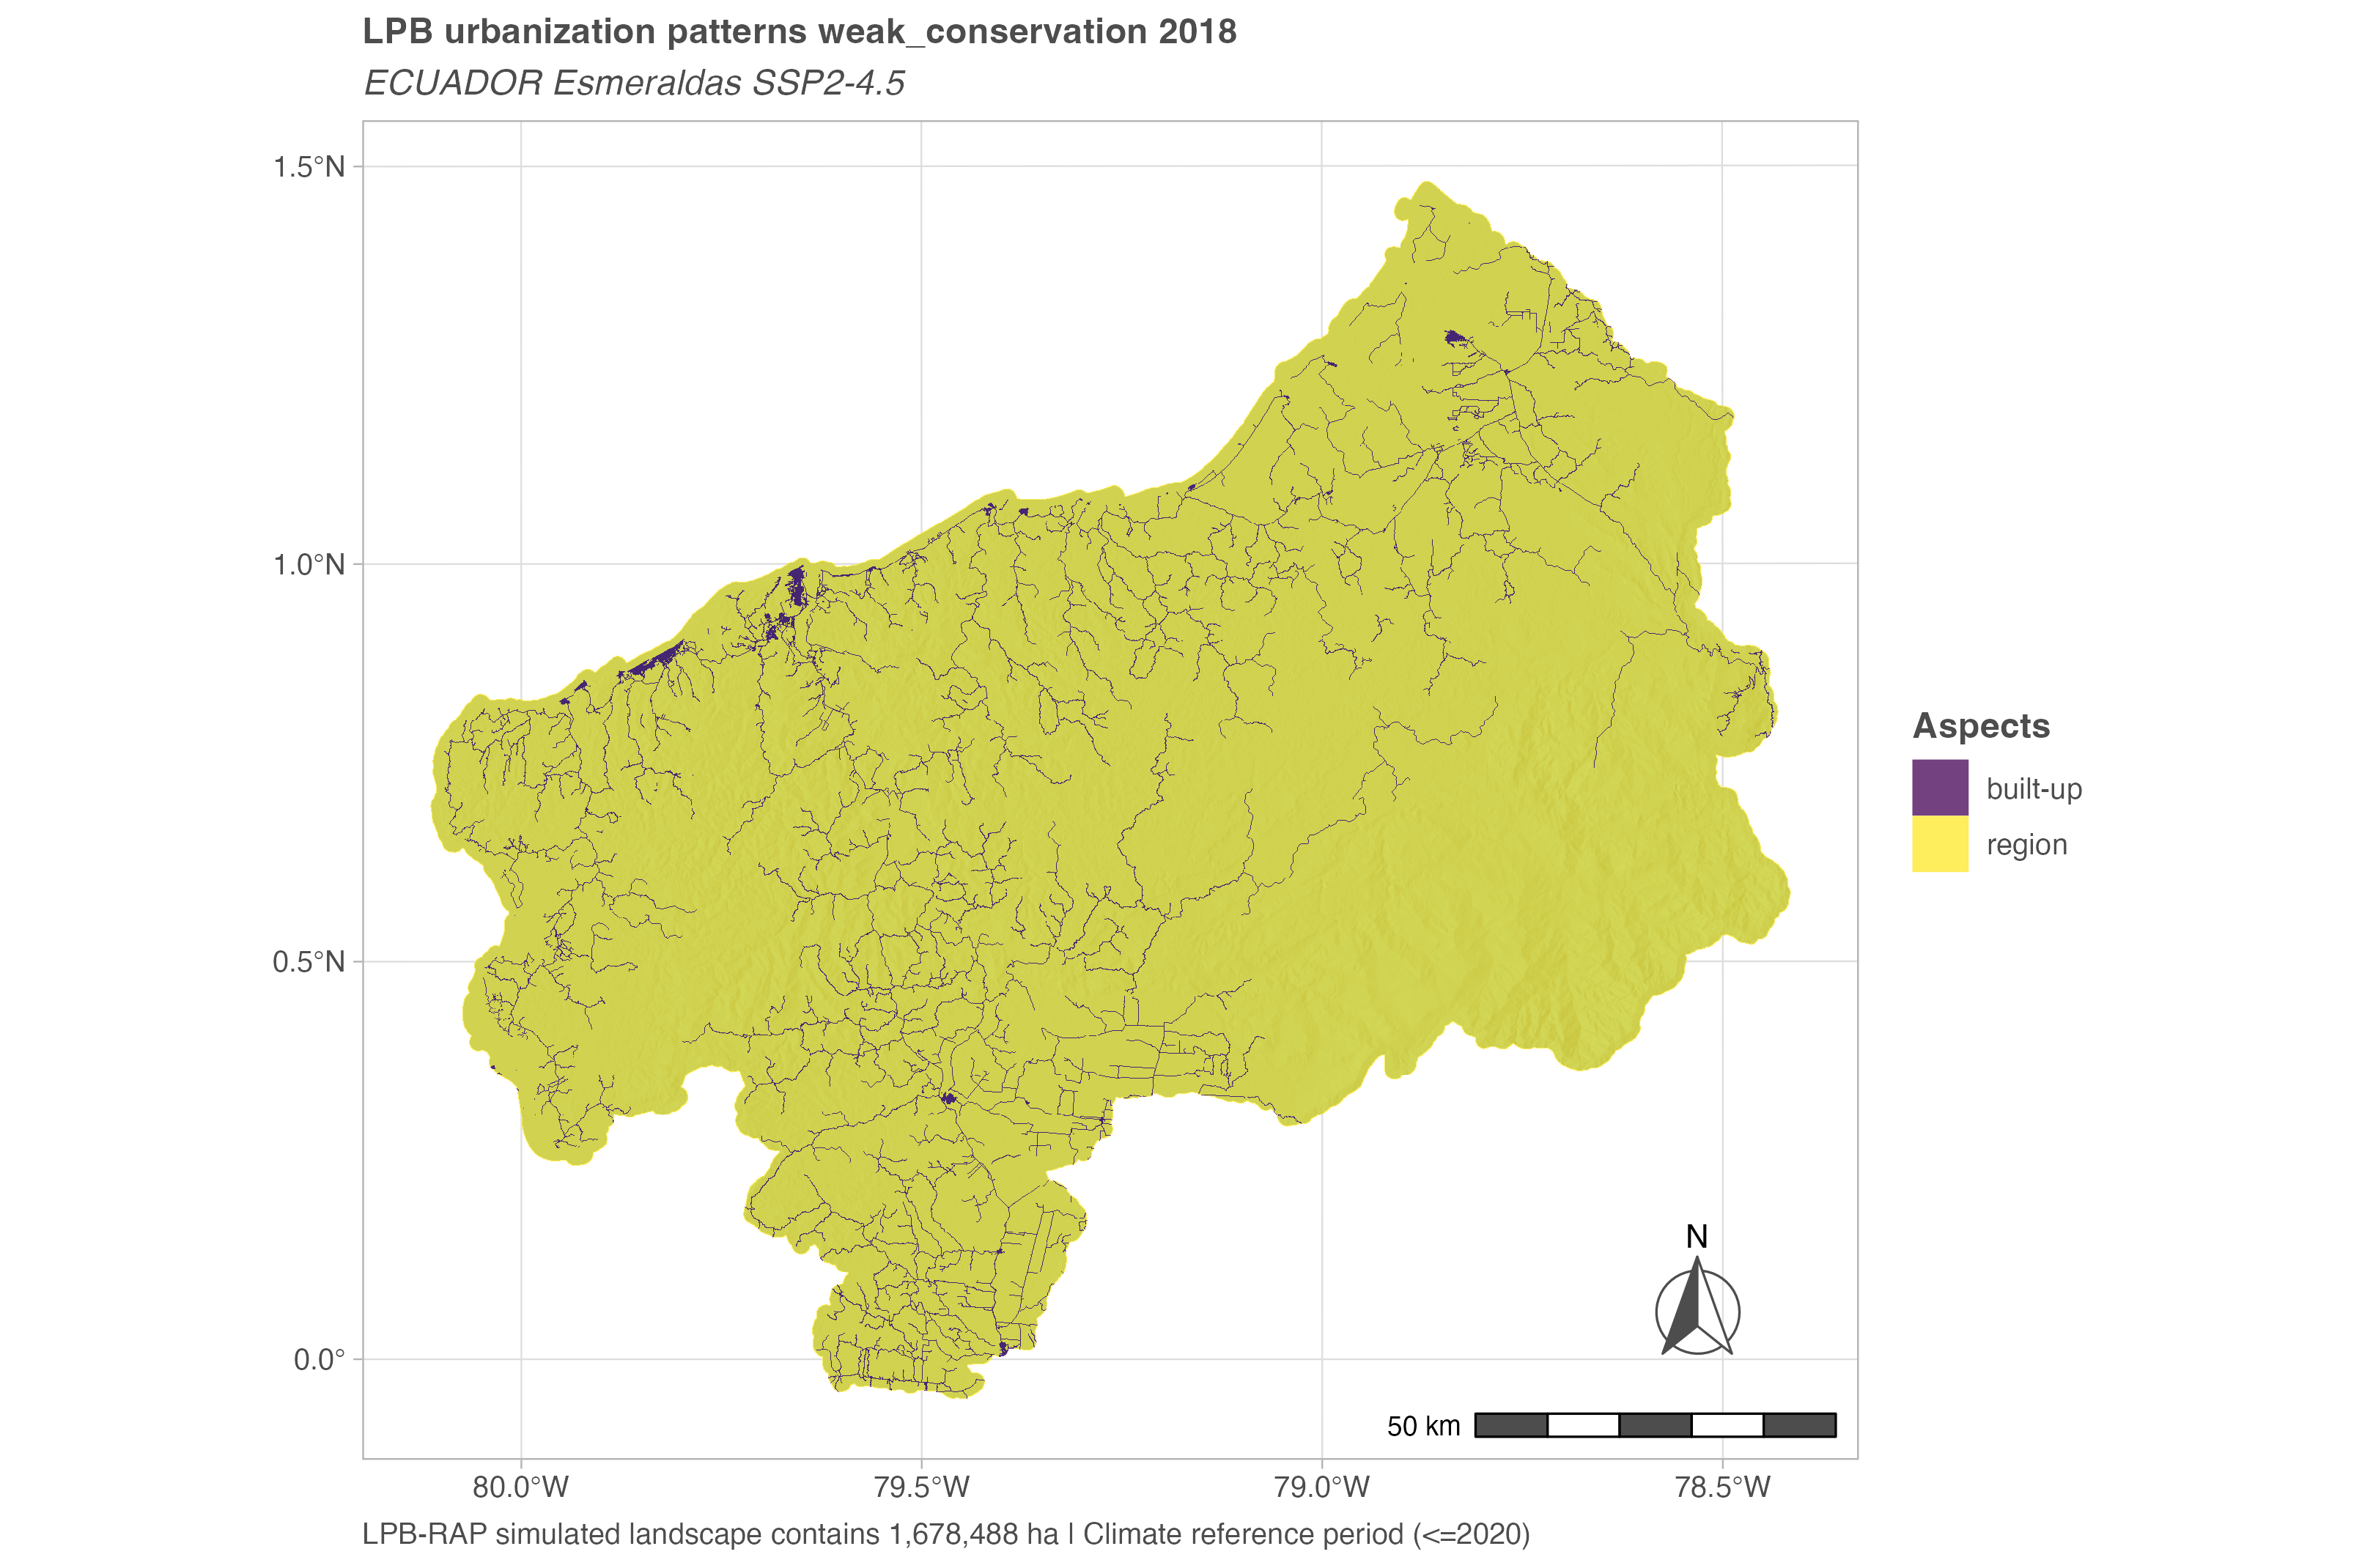 LPB urbanization patterns weak_conservation 2018
ECUADOR Esmeraldas SSP2-4.5
1.5°N
1.0°N
0.5°N
0.0°
80.0°W
79.5°W
79.0°W
78.5°W
N
50 km
Aspects
built-up
region
LPB-RAP simulated landscape contains 1,678,488 ha | Climate reference period (<=2020)